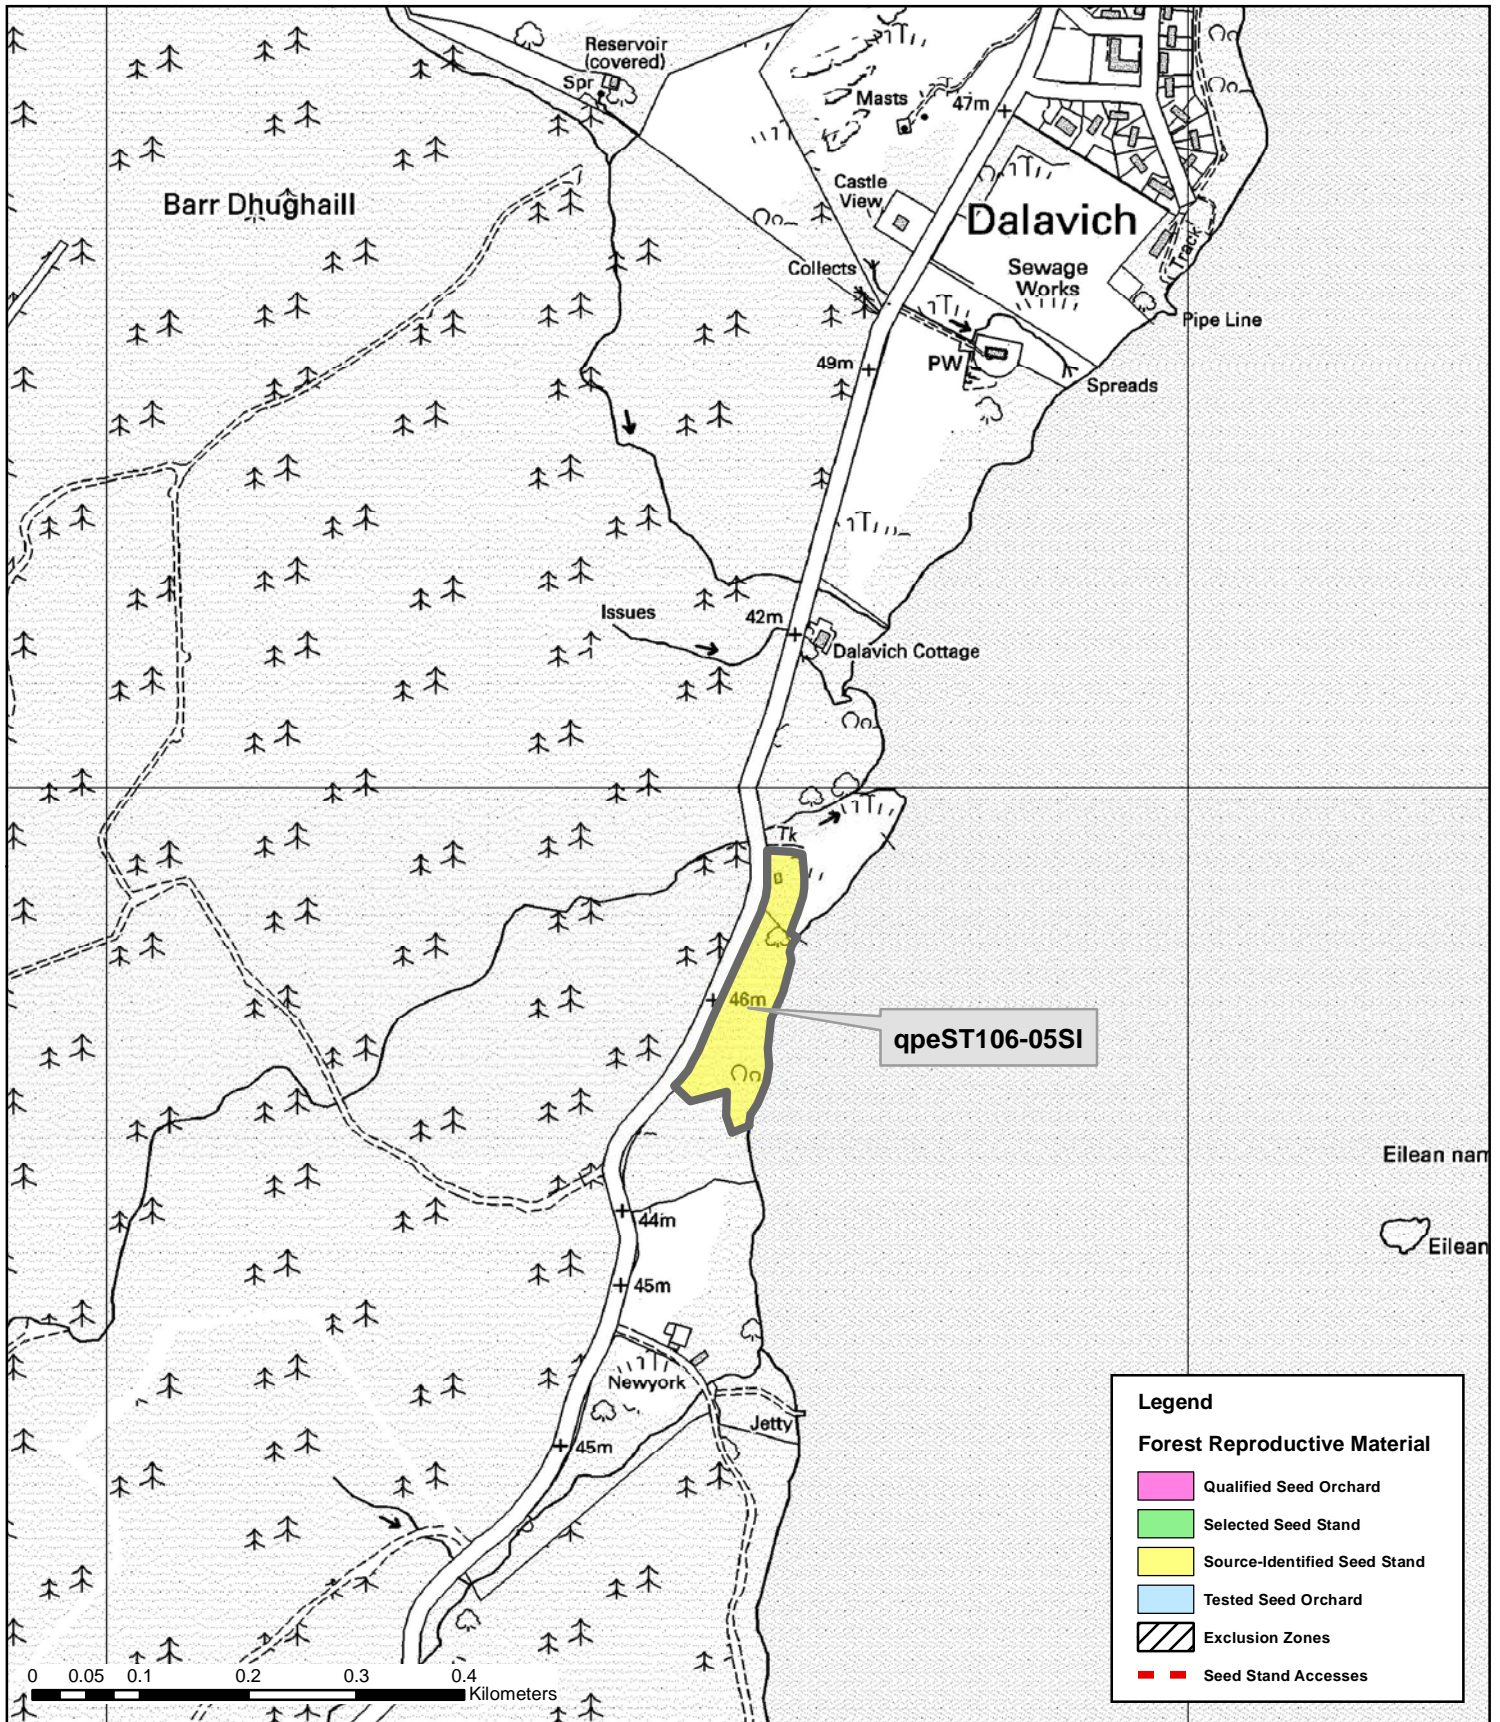 Reservoir
(covered)
Spr
Masts
47m
Barr Dhughaill
Castle
View
Dalavich
Track
Collects
Sewage
Works
Pipe Line
49m
PW
Spreads
Issues
42m
Dalavich Cottage
Tk
46m
qpeST106-05SI
Eilean nam
44m
Eilean
45m
Newyork
Jetty
45m
Legend
Forest Reproductive Material
Qualified Seed Orchard
Selected Seed Stand
Source-Identified Seed Stand
Tested Seed Orchard
Exclusion Zones
Seed Stand Accesses
0 0.05 0.1 0.2 0.3 0.4
Kilometers